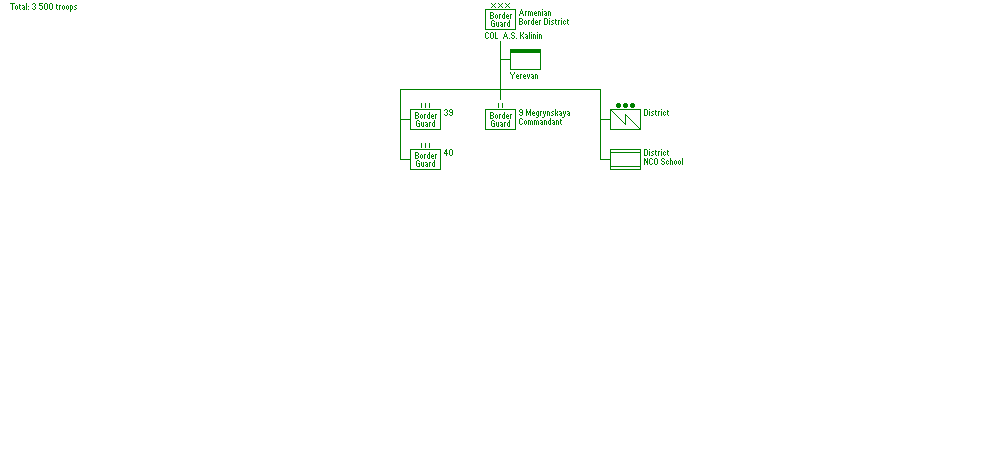 Total: 3 500 troops
XXX
Border
Guard
Armenian
Border District
COL A.S. Kalinin
Yerevan
III
Border
Guard
39
II
Border
Guard
9 Megrynskaya
Commandant
District
III
Border
Guard
40
District
NCO School